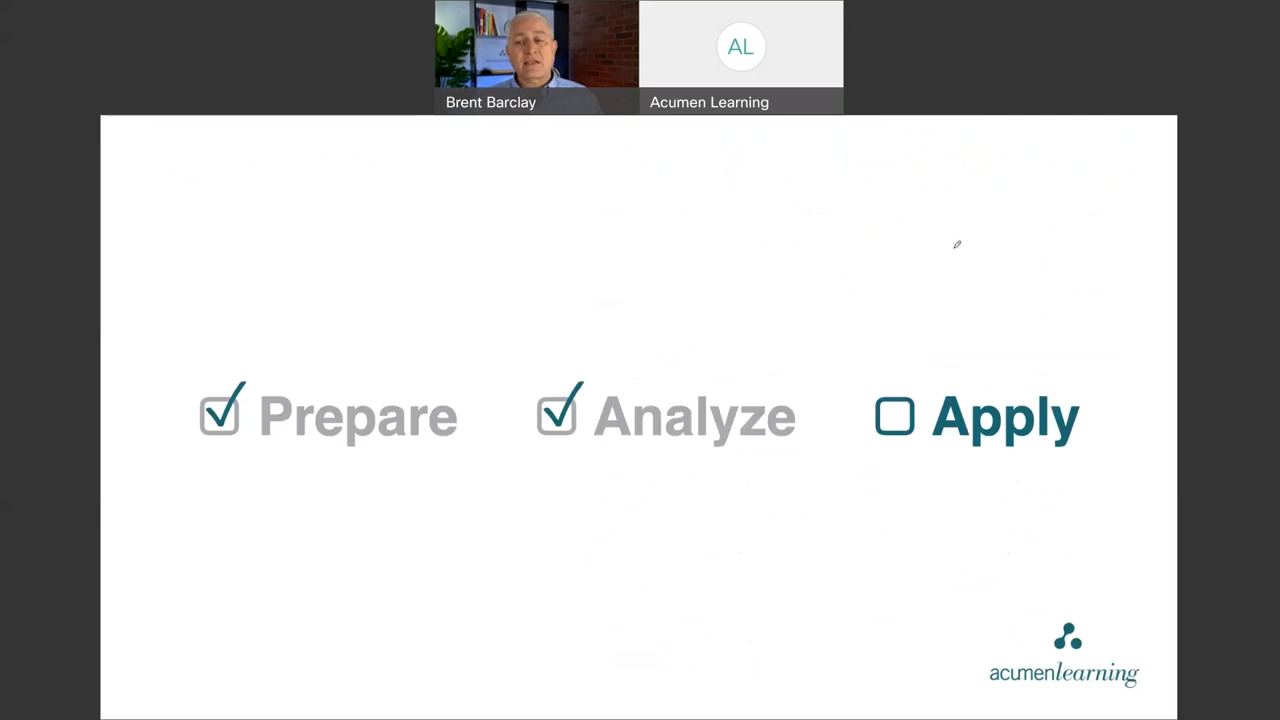 Brent Barclay
AL
Acumen Learning
Prepare
Analyze
Apply
acumenlearning